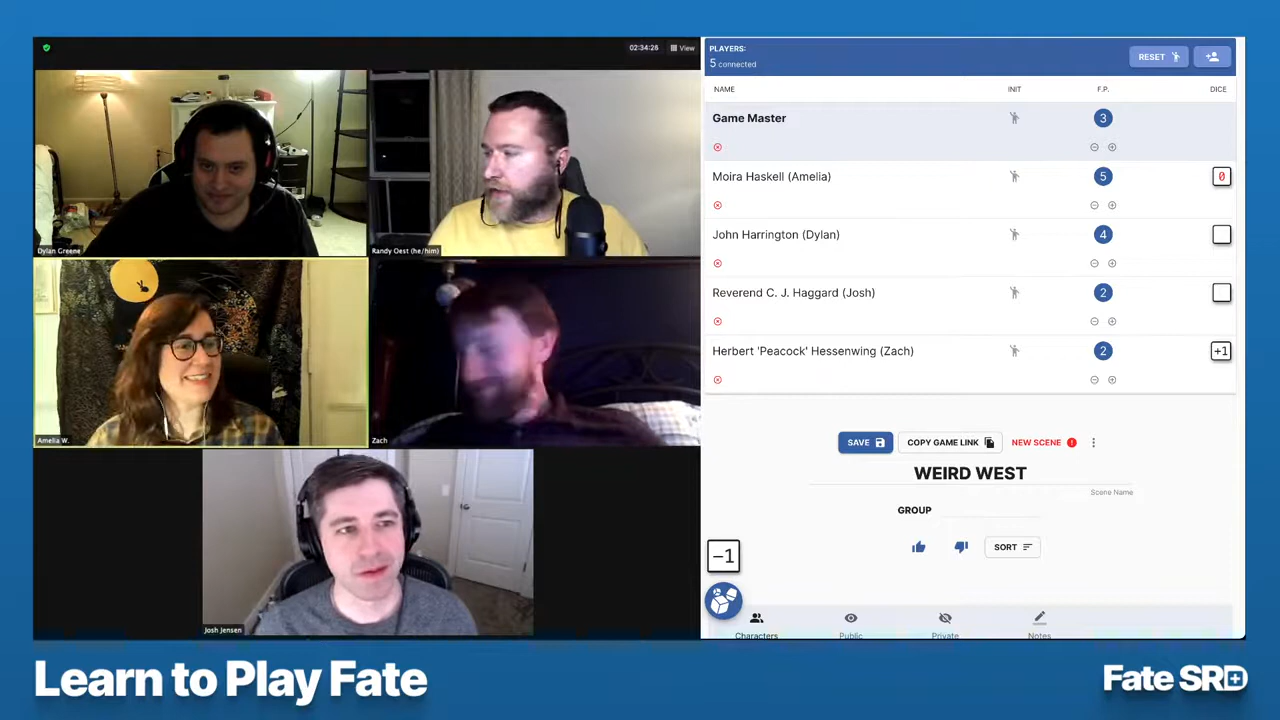 02:34:26 View
Dylan Greene
Randy Oest (he/him)
Amelia W.
Zach
Josh Jensen
PLAYERS:
5 connected
RESET
NAME INIT F.P. DICE
Game Master 3
Moira Haskell (Amelia) 5 0
John Harrington (Dylan) 4
Reverend C. J. Haggard (Josh) 2
Herbert 'Peacock' Hessenwing (Zach) 2 +1
SAVE COPY GAME LINK NEW SCENE
WEIRD WEST
Scene Name
GROUP
SORT
−1
Characters Public Private Notes
Learn to Play Fate
Fate SRD